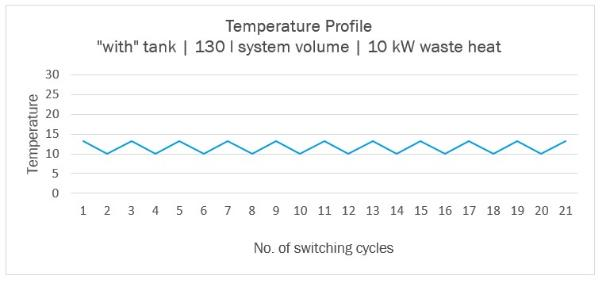 Temperature Profile
"with" tank | 130 l system volume | 10 kW waste heat
Temperature
30
25
20
15
10
5
0
1 2 3 4 5 6 7 8 9 10 11 12 13 14 15 16 17 18 19 20 21
No. of switching cycles